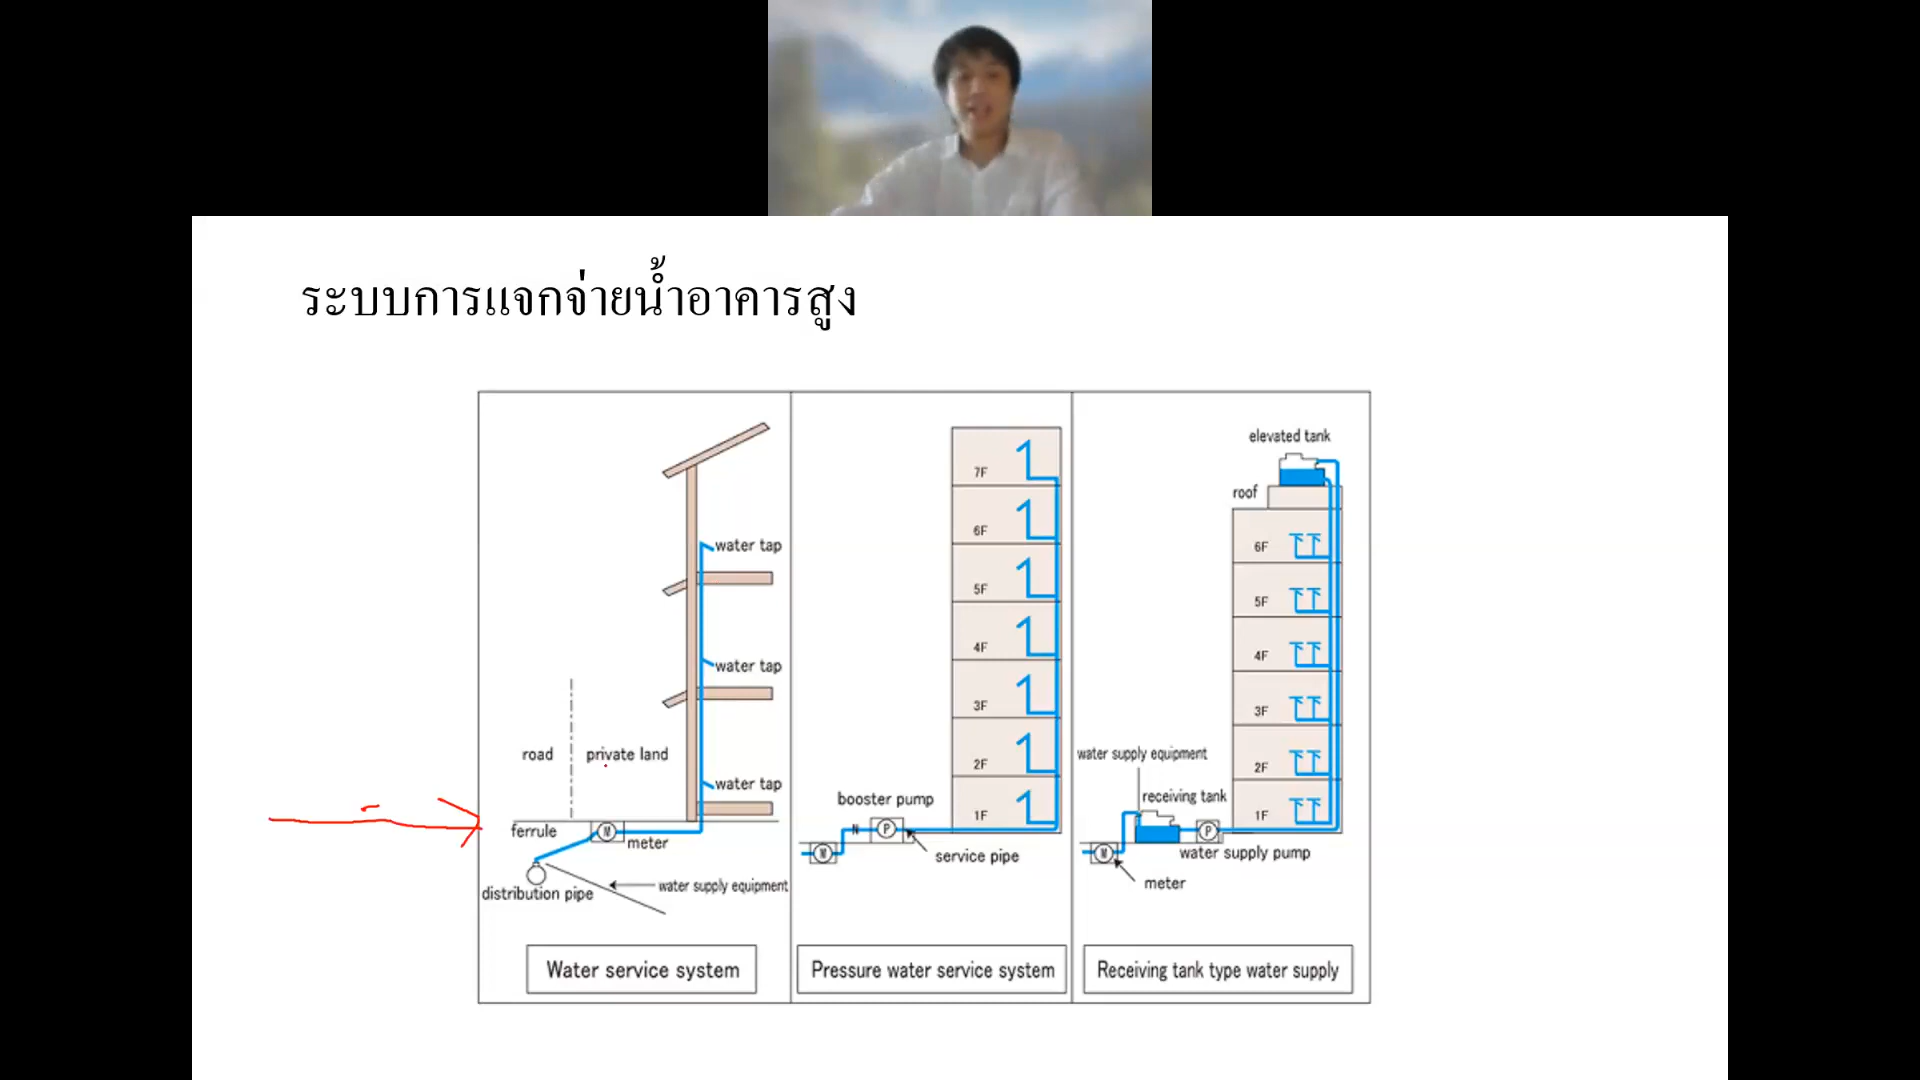 ระบบการแจกจ่ายน้ำอาคารสูง
water tap
water tap
water tap
road
private land
ferrule
M
meter
distribution pipe
water supply equipment
Water service system
7F
6F
5F
4F
3F
2F
1F
booster pump
N
P
M
service pipe
Pressure water service system
elevated tank
roof
6F
5F
4F
3F
2F
1F
water supply equipment
receiving tank
P
M
water supply pump
meter
Receiving tank type water supply